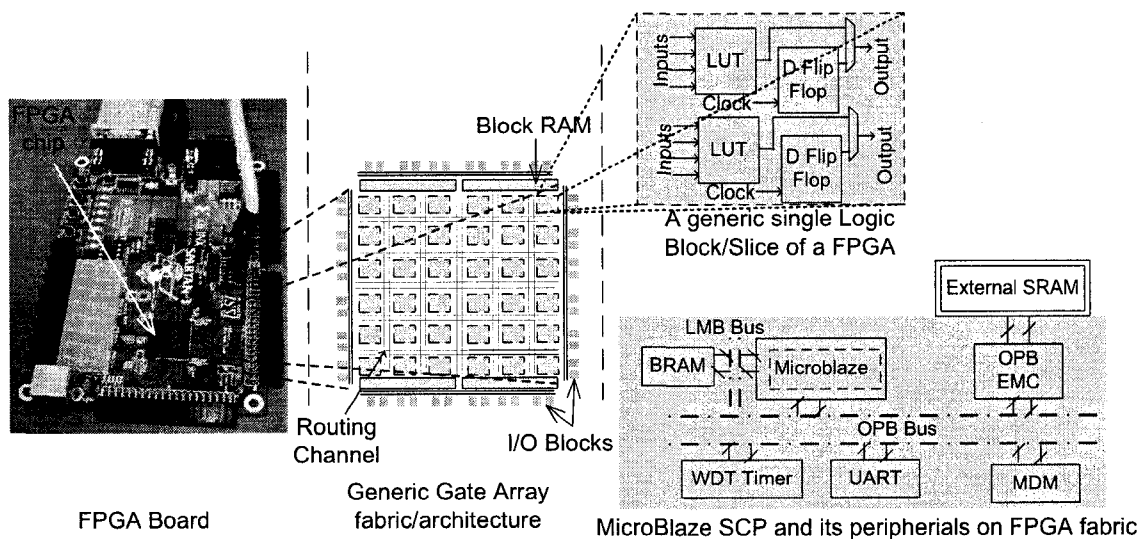 FPGA
chip
SPARTAN
FPGA Board
Block RAM
Routing
Channel
I/O Blocks
Generic Gate Array
fabric/architecture
Inputs
LUT
D Flip
Flop
Clock
Output
Inputs
LUT
D Flip
Flop
Clock
Output
A generic single Logic
Block/Slice of a FPGA
External SRAM
LMB Bus
BRAM
Microblaze
OPB
EMC
OPB Bus
WDT Timer
UART
MDM
MicroBlaze SCP and its peripherials on FPGA fabric